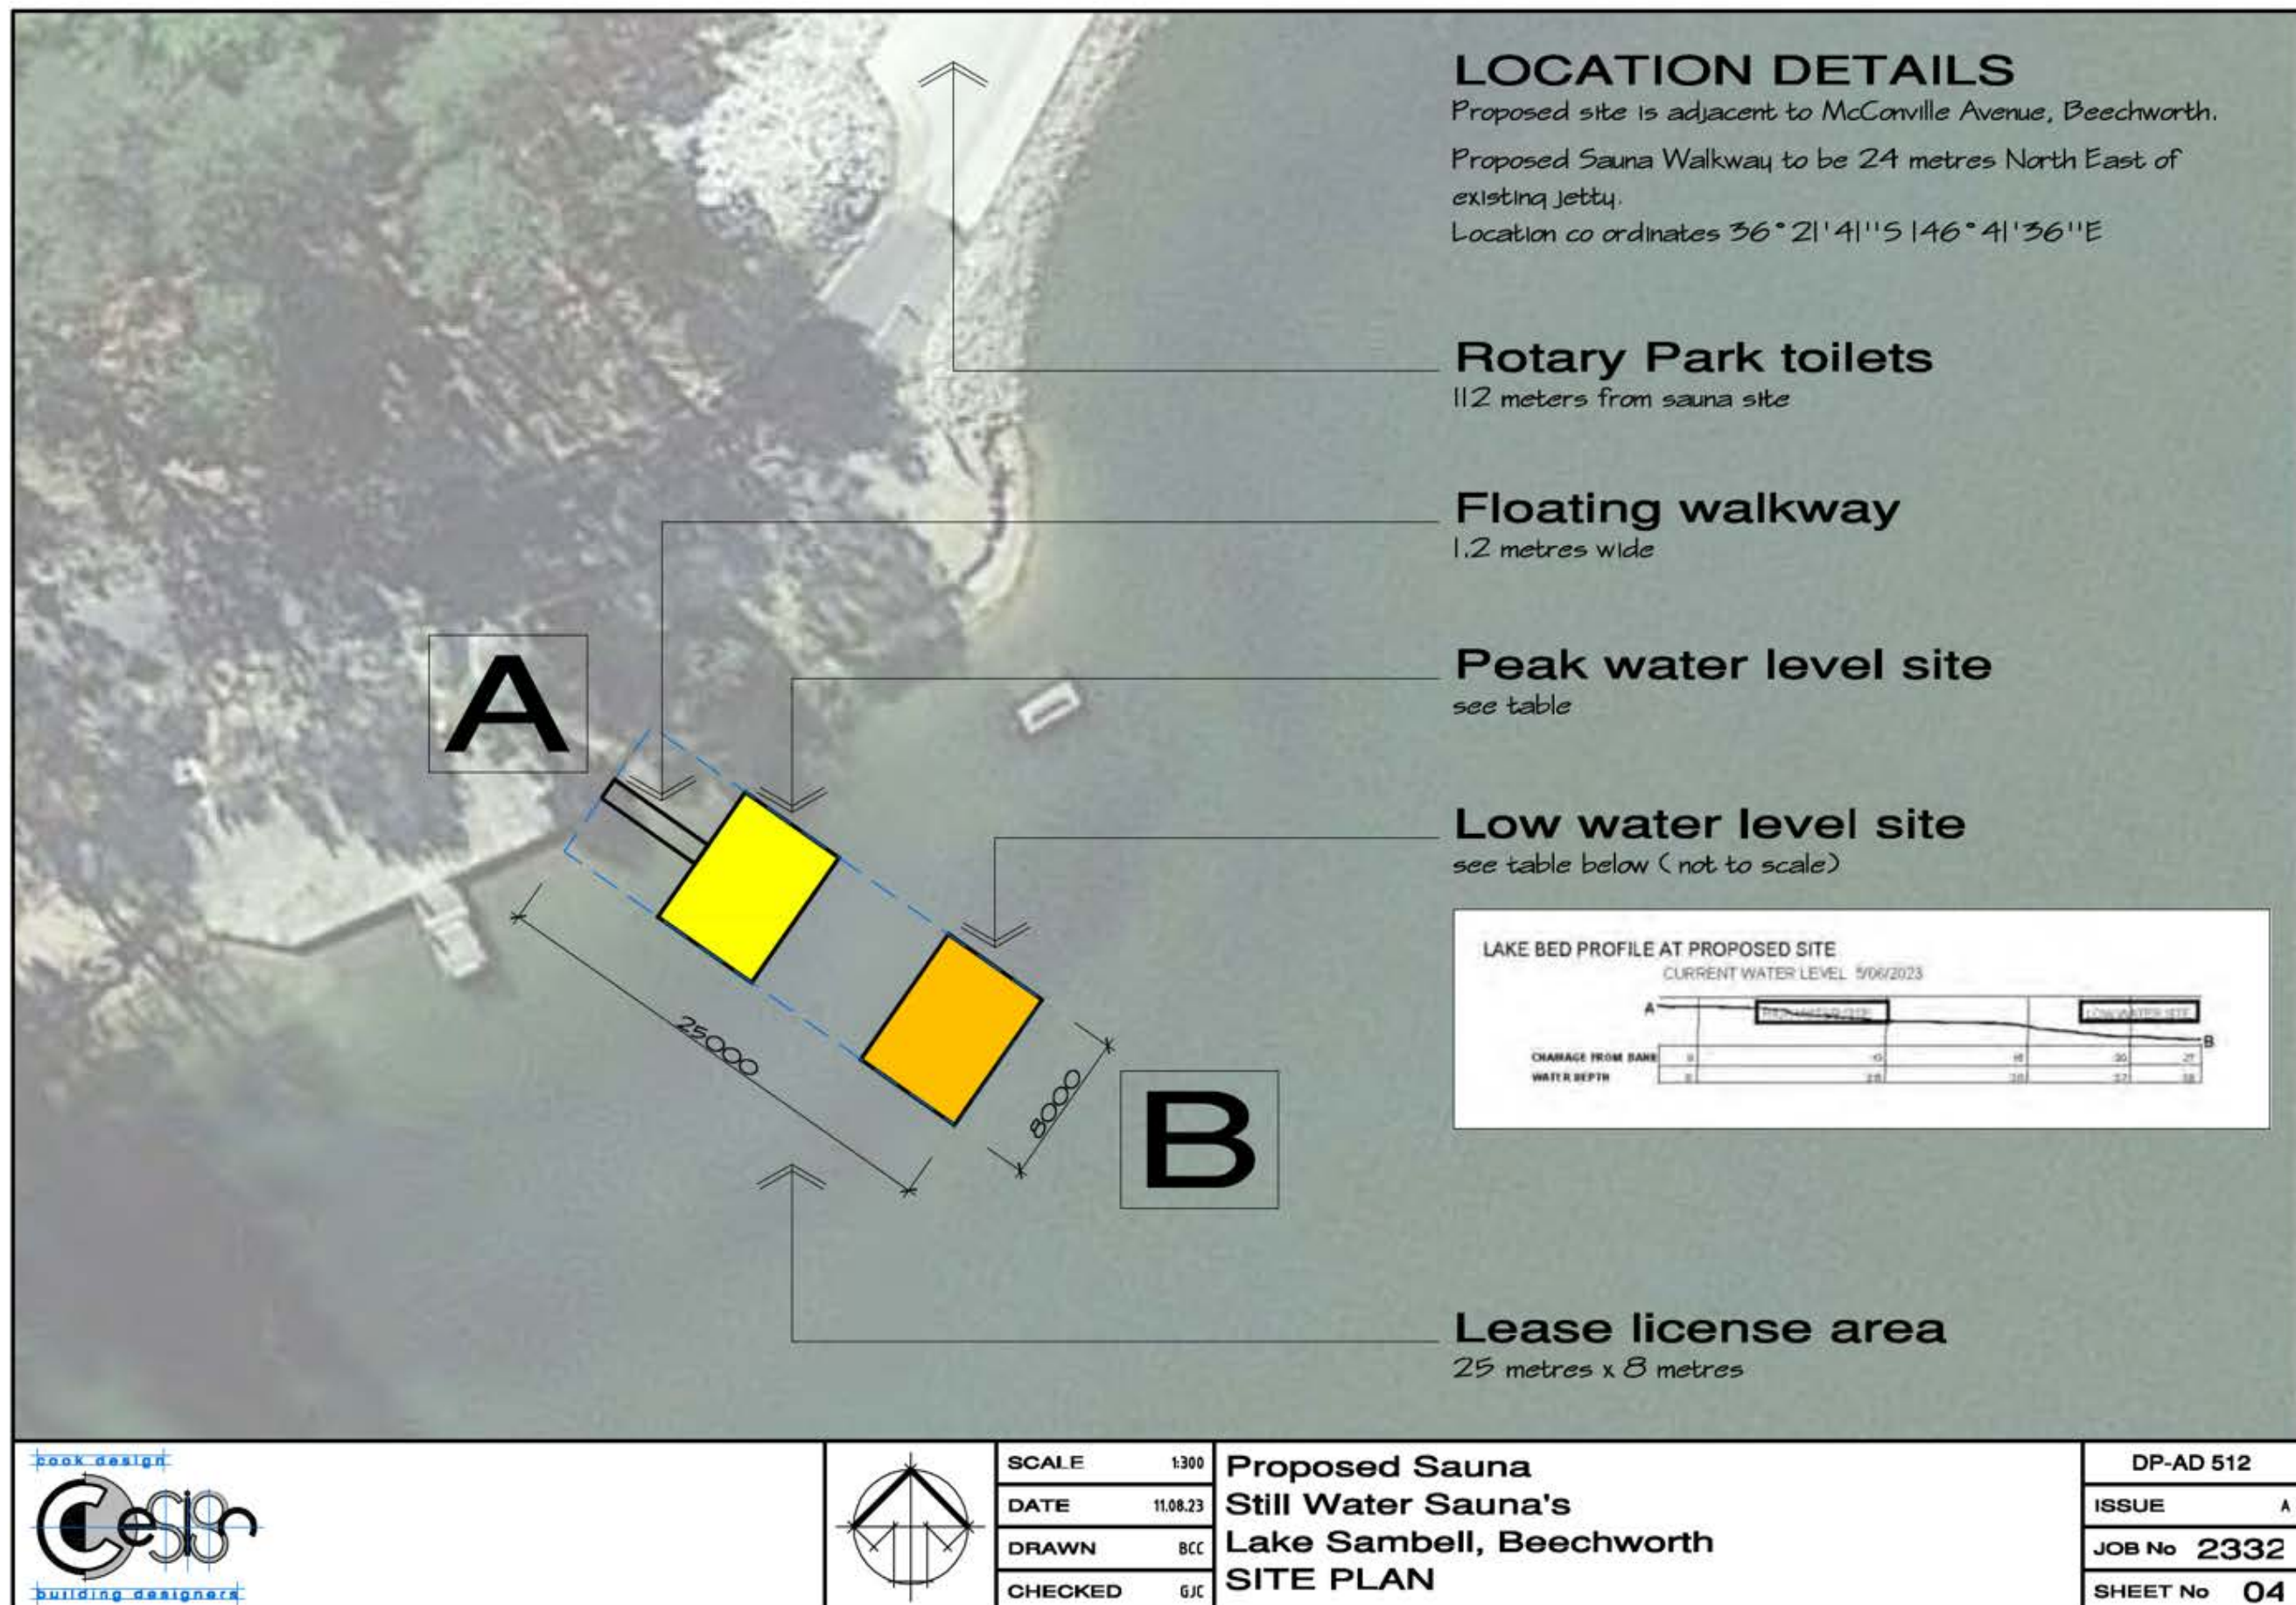 LOCATION DETAILS
Proposed site is adjacent to McConville Avenue, Beechworth.
Proposed Sauna Walkway to be 24 metres North East of
existing jetty.
Location co ordinates 36°21'41''S 146°41'36''E
Rotary Park toilets
112 meters from sauna site
Floating walkway
1.2 metres wide
Peak water level site
see table
Low water level site
see table below ( not to scale)
A
B
25000
8000
LAKE BED PROFILE AT PROPOSED SITE
CURRENT WATER LEVEL 5/06/2023
A
LOW WATER SITE
B
CHAINAGE FROM BANK 0
WATER DEPTH 0
Lease license area
25 metres x 8 metres
cook design
Cesign
building designers
SCALE 1:300
DATE 11.08.23
DRAWN BCC
CHECKED GJC
Proposed Sauna
Still Water Sauna's
Lake Sambell, Beechworth
SITE PLAN
DP-AD 512
ISSUE A
JOB No 2332
SHEET No 04